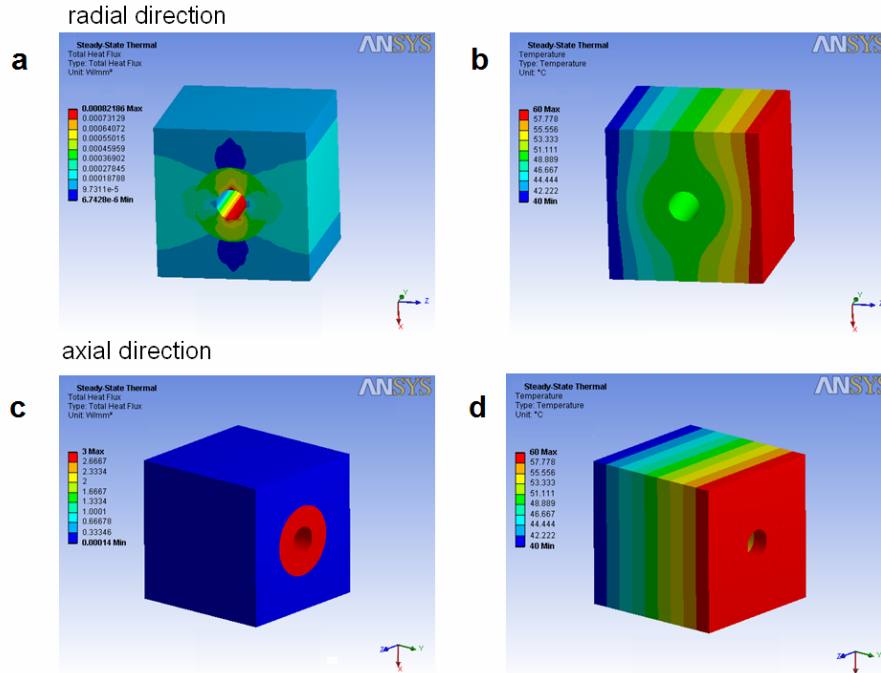 radial direction
a
Steady-State Thermal
Total Heat Flux
Type: Total Heat Flux
Unit: W/mm²
ANSYS
0.00082186 Max
0.00073129
0.00064072
0.00055015
0.00045959
0.00036902
0.00027845
0.00018788
9.7311e-5
6.7428e-6 Min
Y
Z
X
b
Steady-State Thermal
Temperature
Type: Temperature
Unit: °C
ANSYS
60 Max
57.778
55.556
53.333
51.111
48.889
46.667
44.444
42.222
40 Min
Y
Z
X
axial direction
c
Steady-State Thermal
Total Heat Flux
Type: Total Heat Flux
Unit: W/mm²
ANSYS
3 Max
2.6667
2.3334
2
1.6667
1.3334
1.0001
0.66678
0.33346
0.00014 Min
Z
Y
X
d
Steady-State Thermal
Temperature
Type: Temperature
Unit: °C
ANSYS
60 Max
57.778
55.556
53.333
51.111
48.889
46.667
44.444
42.222
40 Min
Z
Y